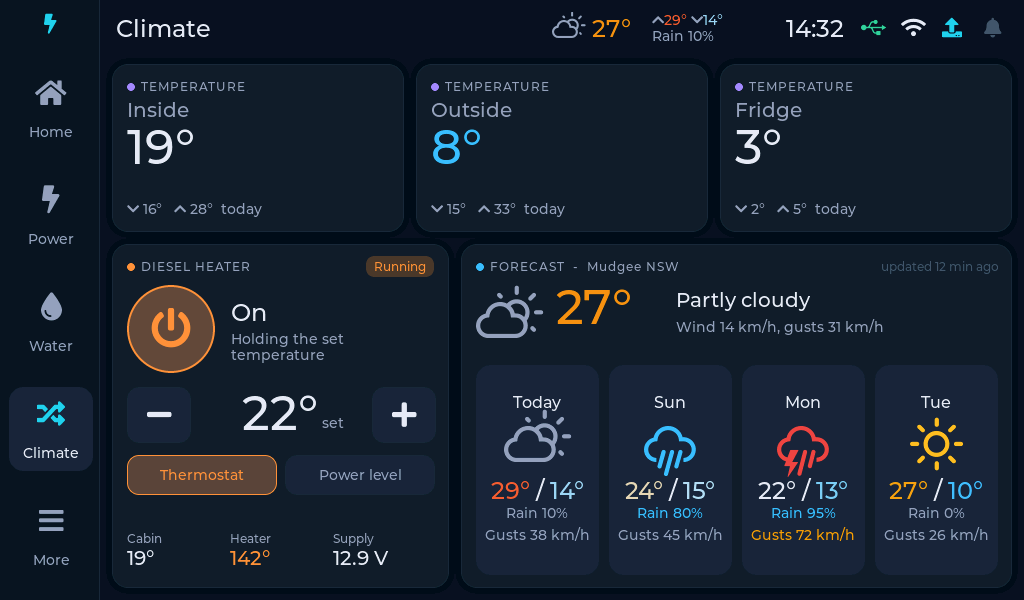 Climate
27°
29° 14°
Rain 10%
14:32
Home
Power
Water
Climate
More
TEMPERATURE
Inside
19°
16° 28° today
TEMPERATURE
Outside
8°
15° 33° today
TEMPERATURE
Fridge
3°
2° 5° today
DIESEL HEATER
Running
On
Holding the set
temperature
22° set
Thermostat
Power level
Cabin
19°
Heater
142°
Supply
12.9 V
FORECAST - Mudgee NSW
updated 12 min ago
27°
Partly cloudy
Wind 14 km/h, gusts 31 km/h
Today
29° / 14°
Rain 10%
Gusts 38 km/h
Sun
24° / 15°
Rain 80%
Gusts 45 km/h
Mon
22° / 13°
Rain 95%
Gusts 72 km/h
Tue
27° / 10°
Rain 0%
Gusts 26 km/h